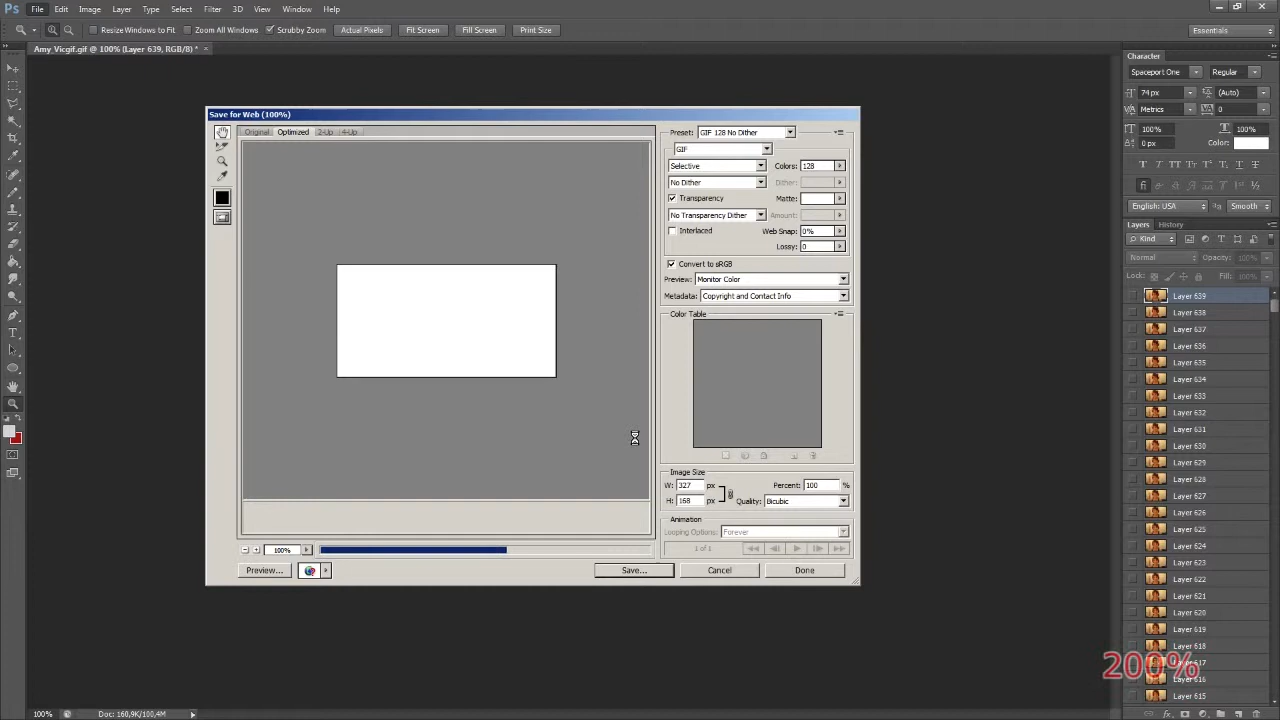 Ps File Edit Image Layer Type Select Filter 3D View Window Help
Resize Windows to Fit Zoom All Windows Scrubby Zoom Actual Pixels Fit Screen Fill Screen Print Size Essentials
Amy_Vicgif.gif @ 100% (Layer 639, RGB/8) * ×
Save for Web (100%)
Original Optimized 2-Up 4-Up
Preset: GIF 128 No Dither
GIF
Selective Colors: 128
No Dither Dither:
Transparency Matte:
No Transparency Dither Amount:
Interlaced Web Snap: 0%
Lossy: 0
Convert to sRGB
Preview: Monitor Color
Metadata: Copyright and Contact Info
Color Table
Image Size
W: 327 px Percent: 100 %
H: 168 px Quality: Bicubic
Animation
Looping Options: Forever
1 of 1
100%
Preview... Save... Cancel Done
Character
Spaceport One Regular
74 px (Auto)
Metrics 0
100% 100%
0 px Color:
English: USA Smooth
Layers History
Kind
Normal Opacity: 100%
Lock: Fill: 100%
Layer 639
Layer 638
Layer 637
Layer 636
Layer 635
Layer 634
Layer 633
Layer 632
Layer 631
Layer 630
Layer 629
Layer 628
Layer 627
Layer 626
Layer 625
Layer 624
Layer 623
Layer 622
Layer 621
Layer 620
Layer 619
Layer 618
Layer 617
Layer 616
Layer 615
200%
100% Doc: 160,9K/100,4M